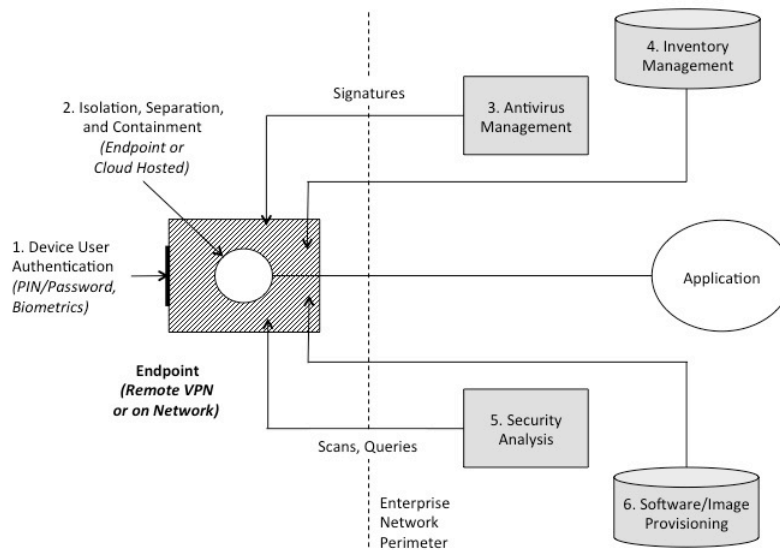 4. Inventory
Management
Signatures
3. Antivirus
Management
2. Isolation, Separation,
and Containment
(Endpoint or
Cloud Hosted)
1. Device User
Authentication
(PIN/Password,
Biometrics)
Application
Endpoint
(Remote VPN
or on Network)
5. Security
Analysis
Scans, Queries
Enterprise
Network
Perimeter
6. Software/Image
Provisioning